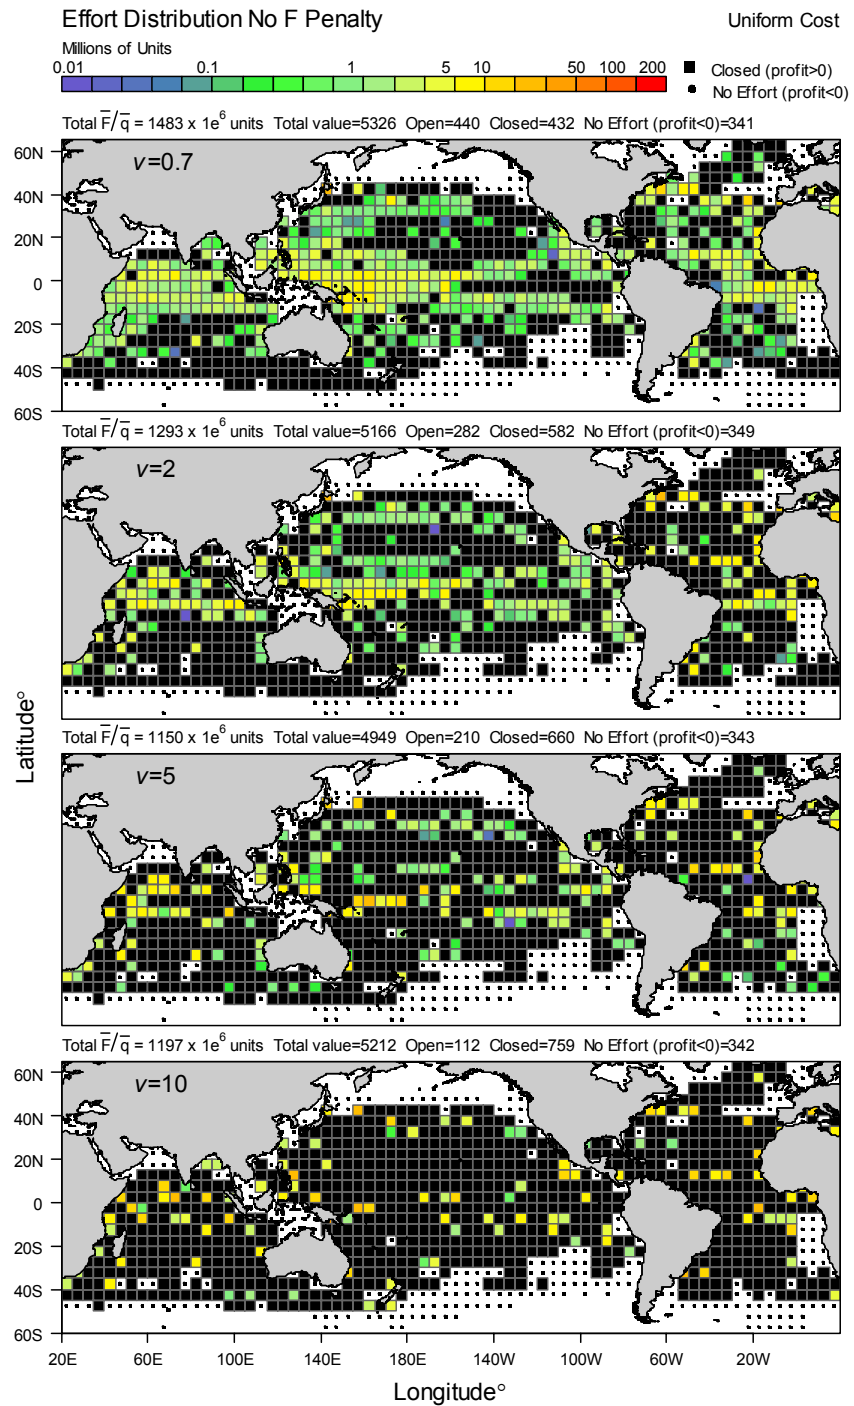 Effort Distribution No F Penalty
Uniform Cost
Millions of Units
0.01 0.1 1 5 10 50 100 200
Closed (profit>0)
No Effort (profit<0)
Total F̅/q̅ = 1483 x 1e⁶ units Total value=5326 Open=440 Closed=432 No Effort (profit<0)=341
v=0.7
60N
40N
20N
0
20S
40S
60S
Total F̅/q̅ = 1293 x 1e⁶ units Total value=5166 Open=282 Closed=582 No Effort (profit<0)=349
v=2
Total F̅/q̅ = 1150 x 1e⁶ units Total value=4949 Open=210 Closed=660 No Effort (profit<0)=343
v=5
Latitude°
Total F̅/q̅ = 1197 x 1e⁶ units Total value=5212 Open=112 Closed=759 No Effort (profit<0)=342
v=10
60N
40N
20N
0
20S
40S
60S
20E 60E 100E 140E 180E 140W 100W 60W 20W
Longitude°